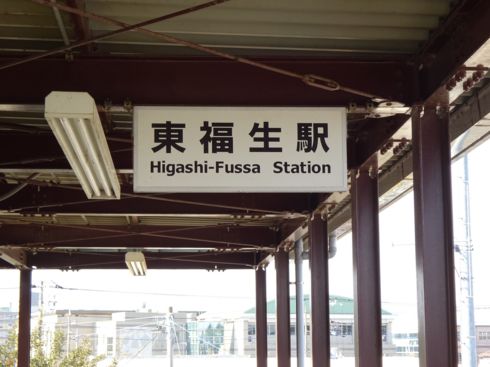 東福生駅
Higashi-Fussa Station